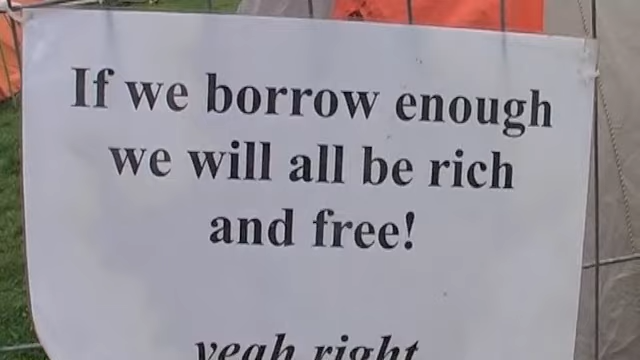 If we borrow enough
we will all be rich
and free!
yeah right